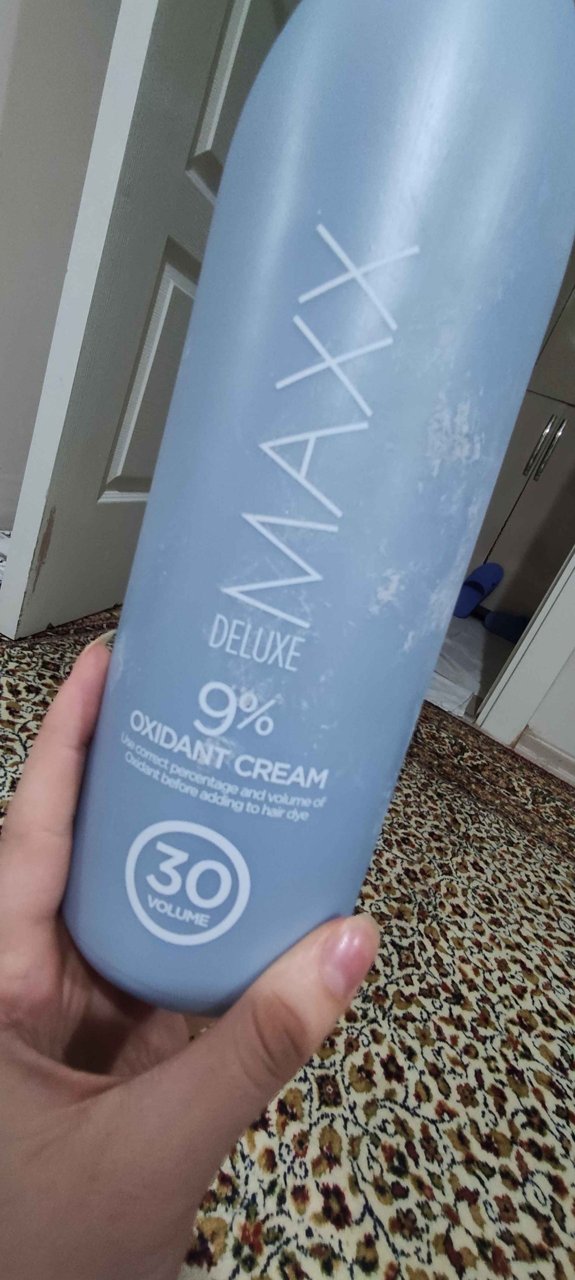 MAXX
DELUXE
9%
OXIDANT CREAM
Use correct percentage and volume of
Oxidant before adding to hair dye
30
VOLUME